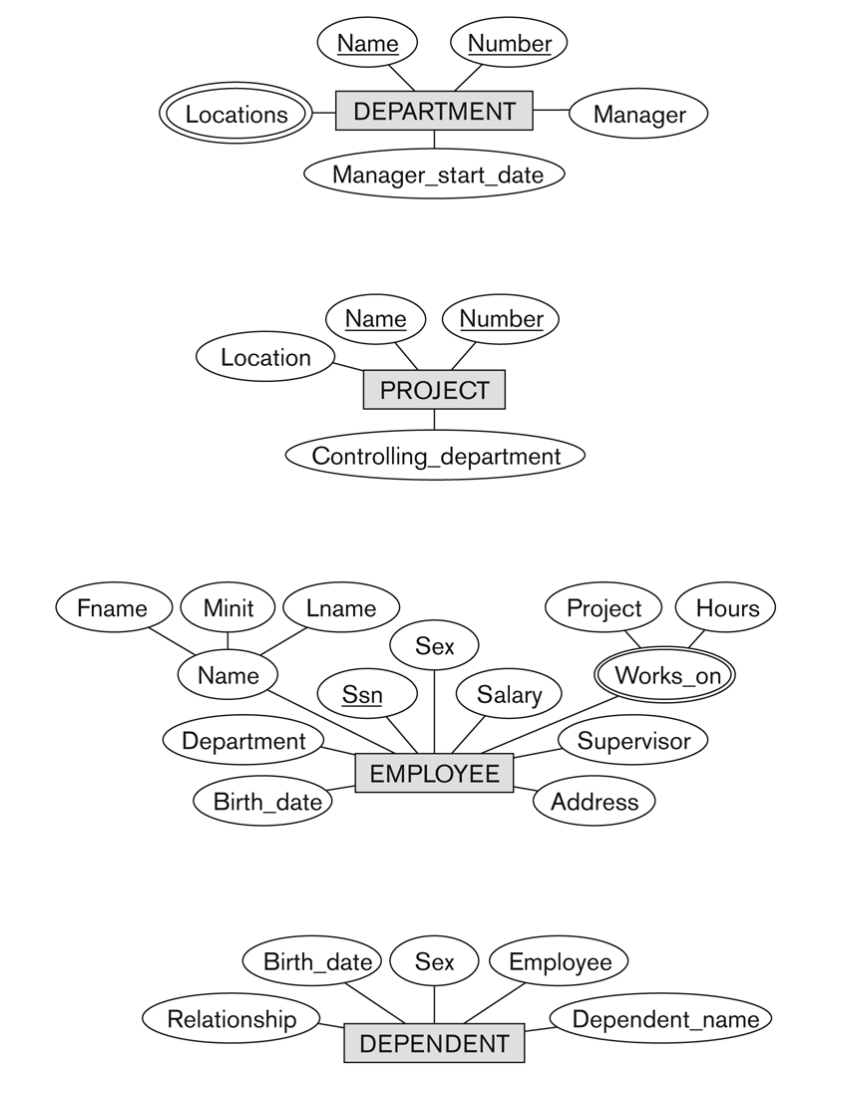 Name Number
Locations DEPARTMENT Manager
Manager_start_date
Name Number
Location
PROJECT
Controlling_department
Fname Minit Lname Project Hours
Sex
Name Works_on
Ssn Salary
Department Supervisor
EMPLOYEE
Birth_date Address
Birth_date Sex Employee
Relationship Dependent_name
DEPENDENT